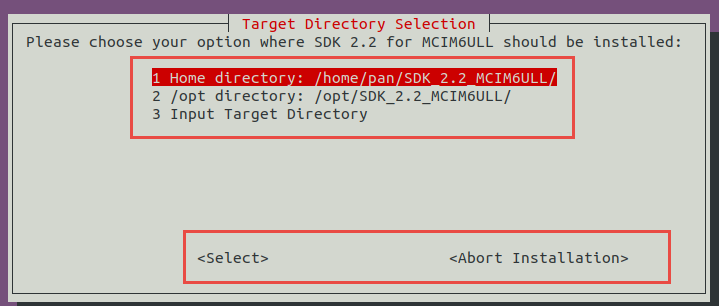 Target Directory Selection
Please choose your option where SDK 2.2 for MCIM6ULL should be installed:
1 Home directory: /home/pan/SDK_2.2_MCIM6ULL/
2 /opt directory: /opt/SDK_2.2_MCIM6ULL/
3 Input Target Directory
<Select> <Abort Installation>